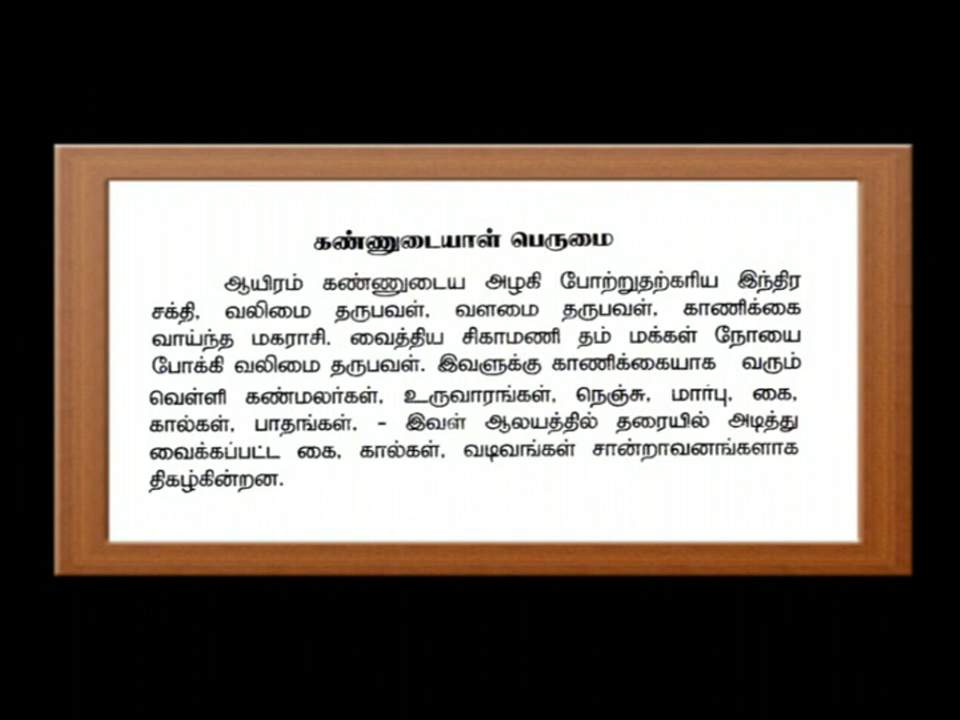 கண்ணுடையாள் பெருமை
ஆயிரம் கண்ணுடைய அழகி போற்றுதற்கரிய இந்திர
சக்தி, வலிமை தருபவள், வளமை தருபவள், காணிக்கை
வாய்ந்த மகராசி, வைத்திய சிகாமணி தம் மக்கள் நோயை
போக்கி வலிமை தருபவள். இவளுக்கு காணிக்கையாக வரும்
வெள்ளி கண்மலர்கள், உருவாரங்கள், நெஞ்சு, மார்பு, கை,
கால்கள், பாதங்கள், - இவள் ஆலயத்தில் தரையில் அடித்து
வைக்கப்பட்ட கை, கால்கள், வடிவங்கள் சான்றாவனங்களாக
திகழ்கின்றன.